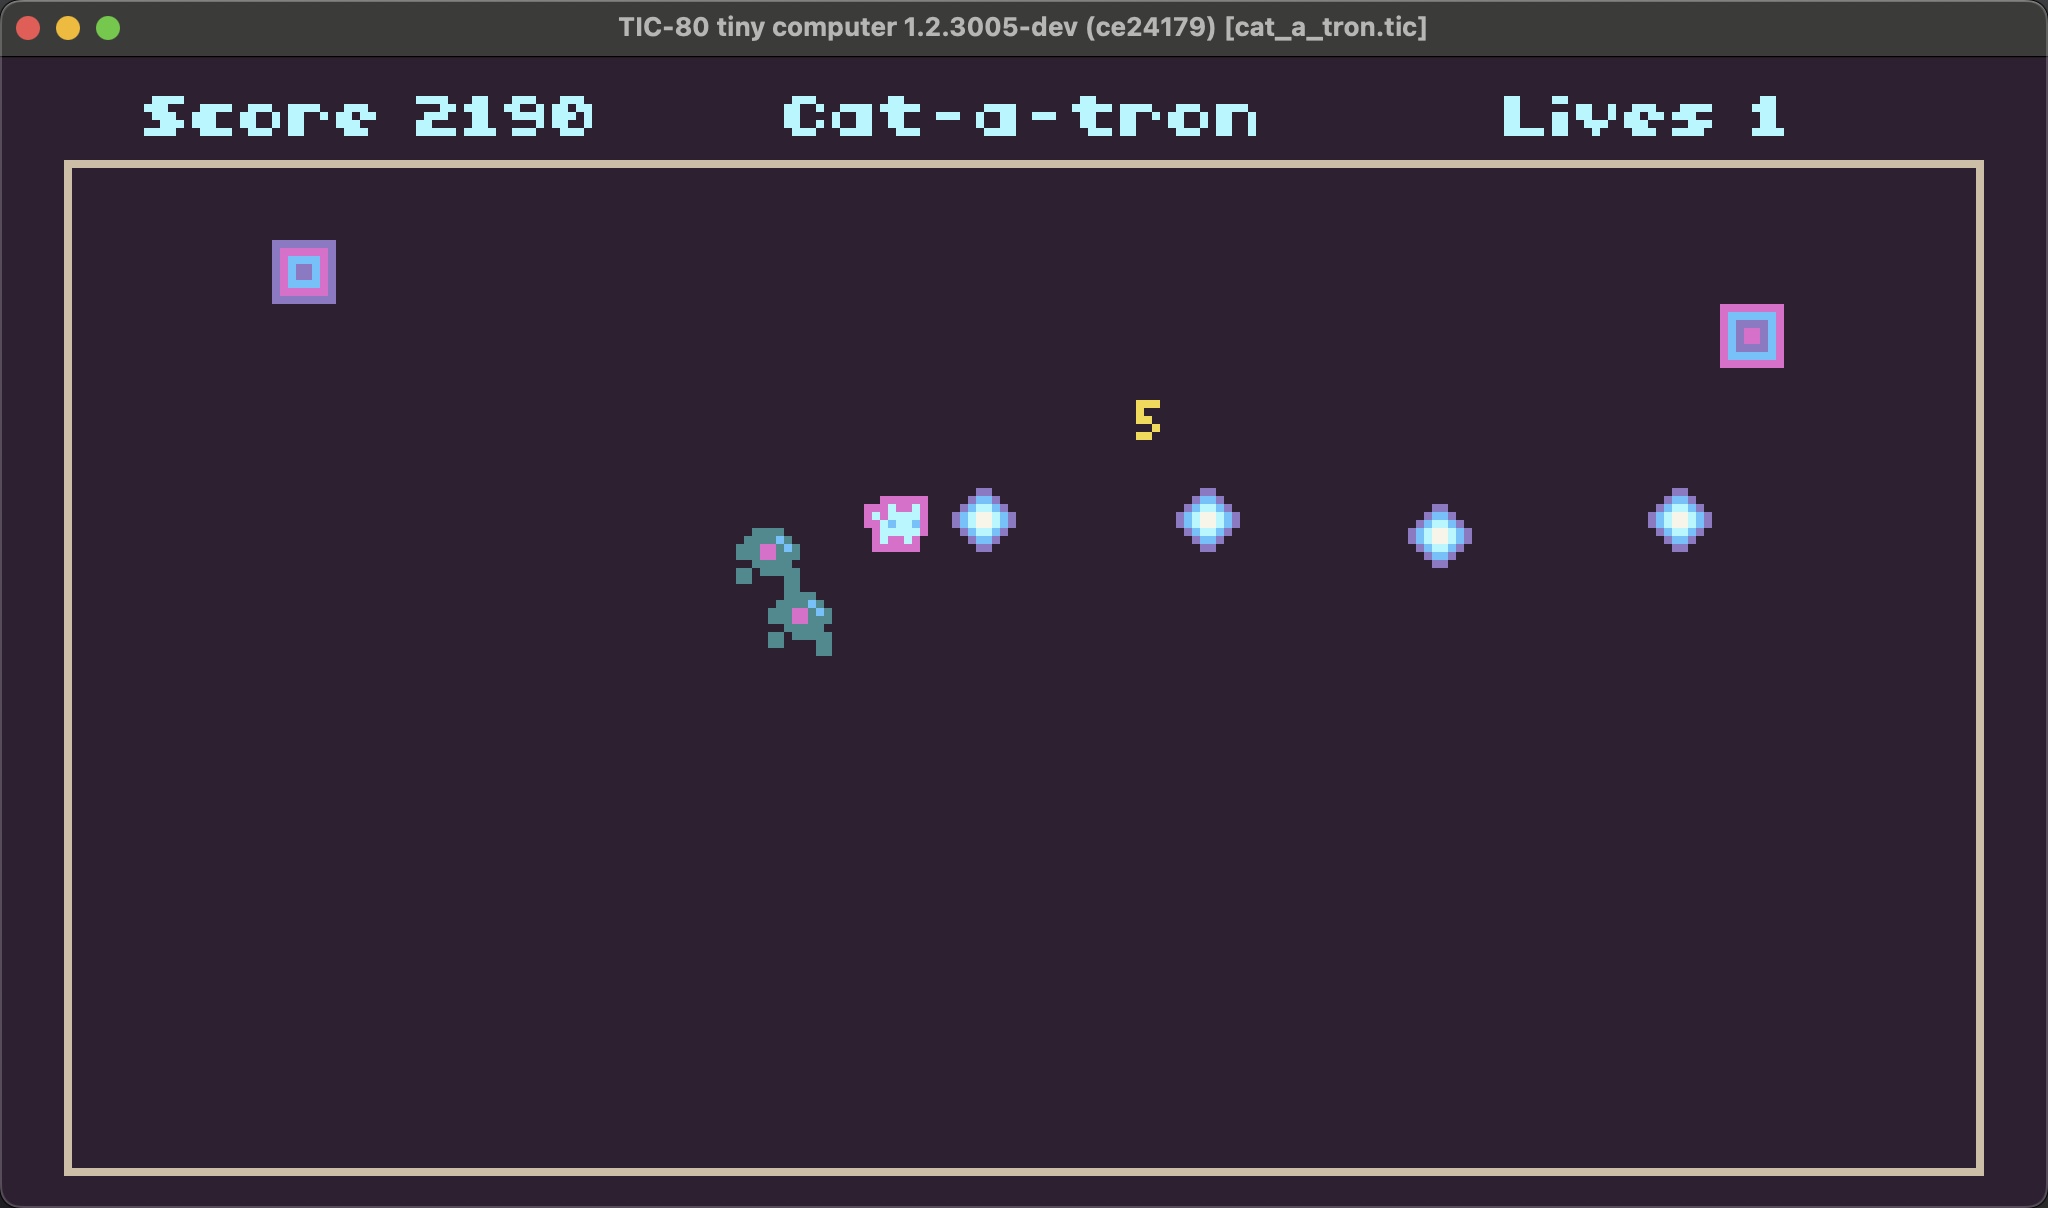 TIC-80 tiny computer 1.2.3005-dev (ce24179) [cat_a_tron.tic]
Score 2190 Cat-a-tron Lives 1
5